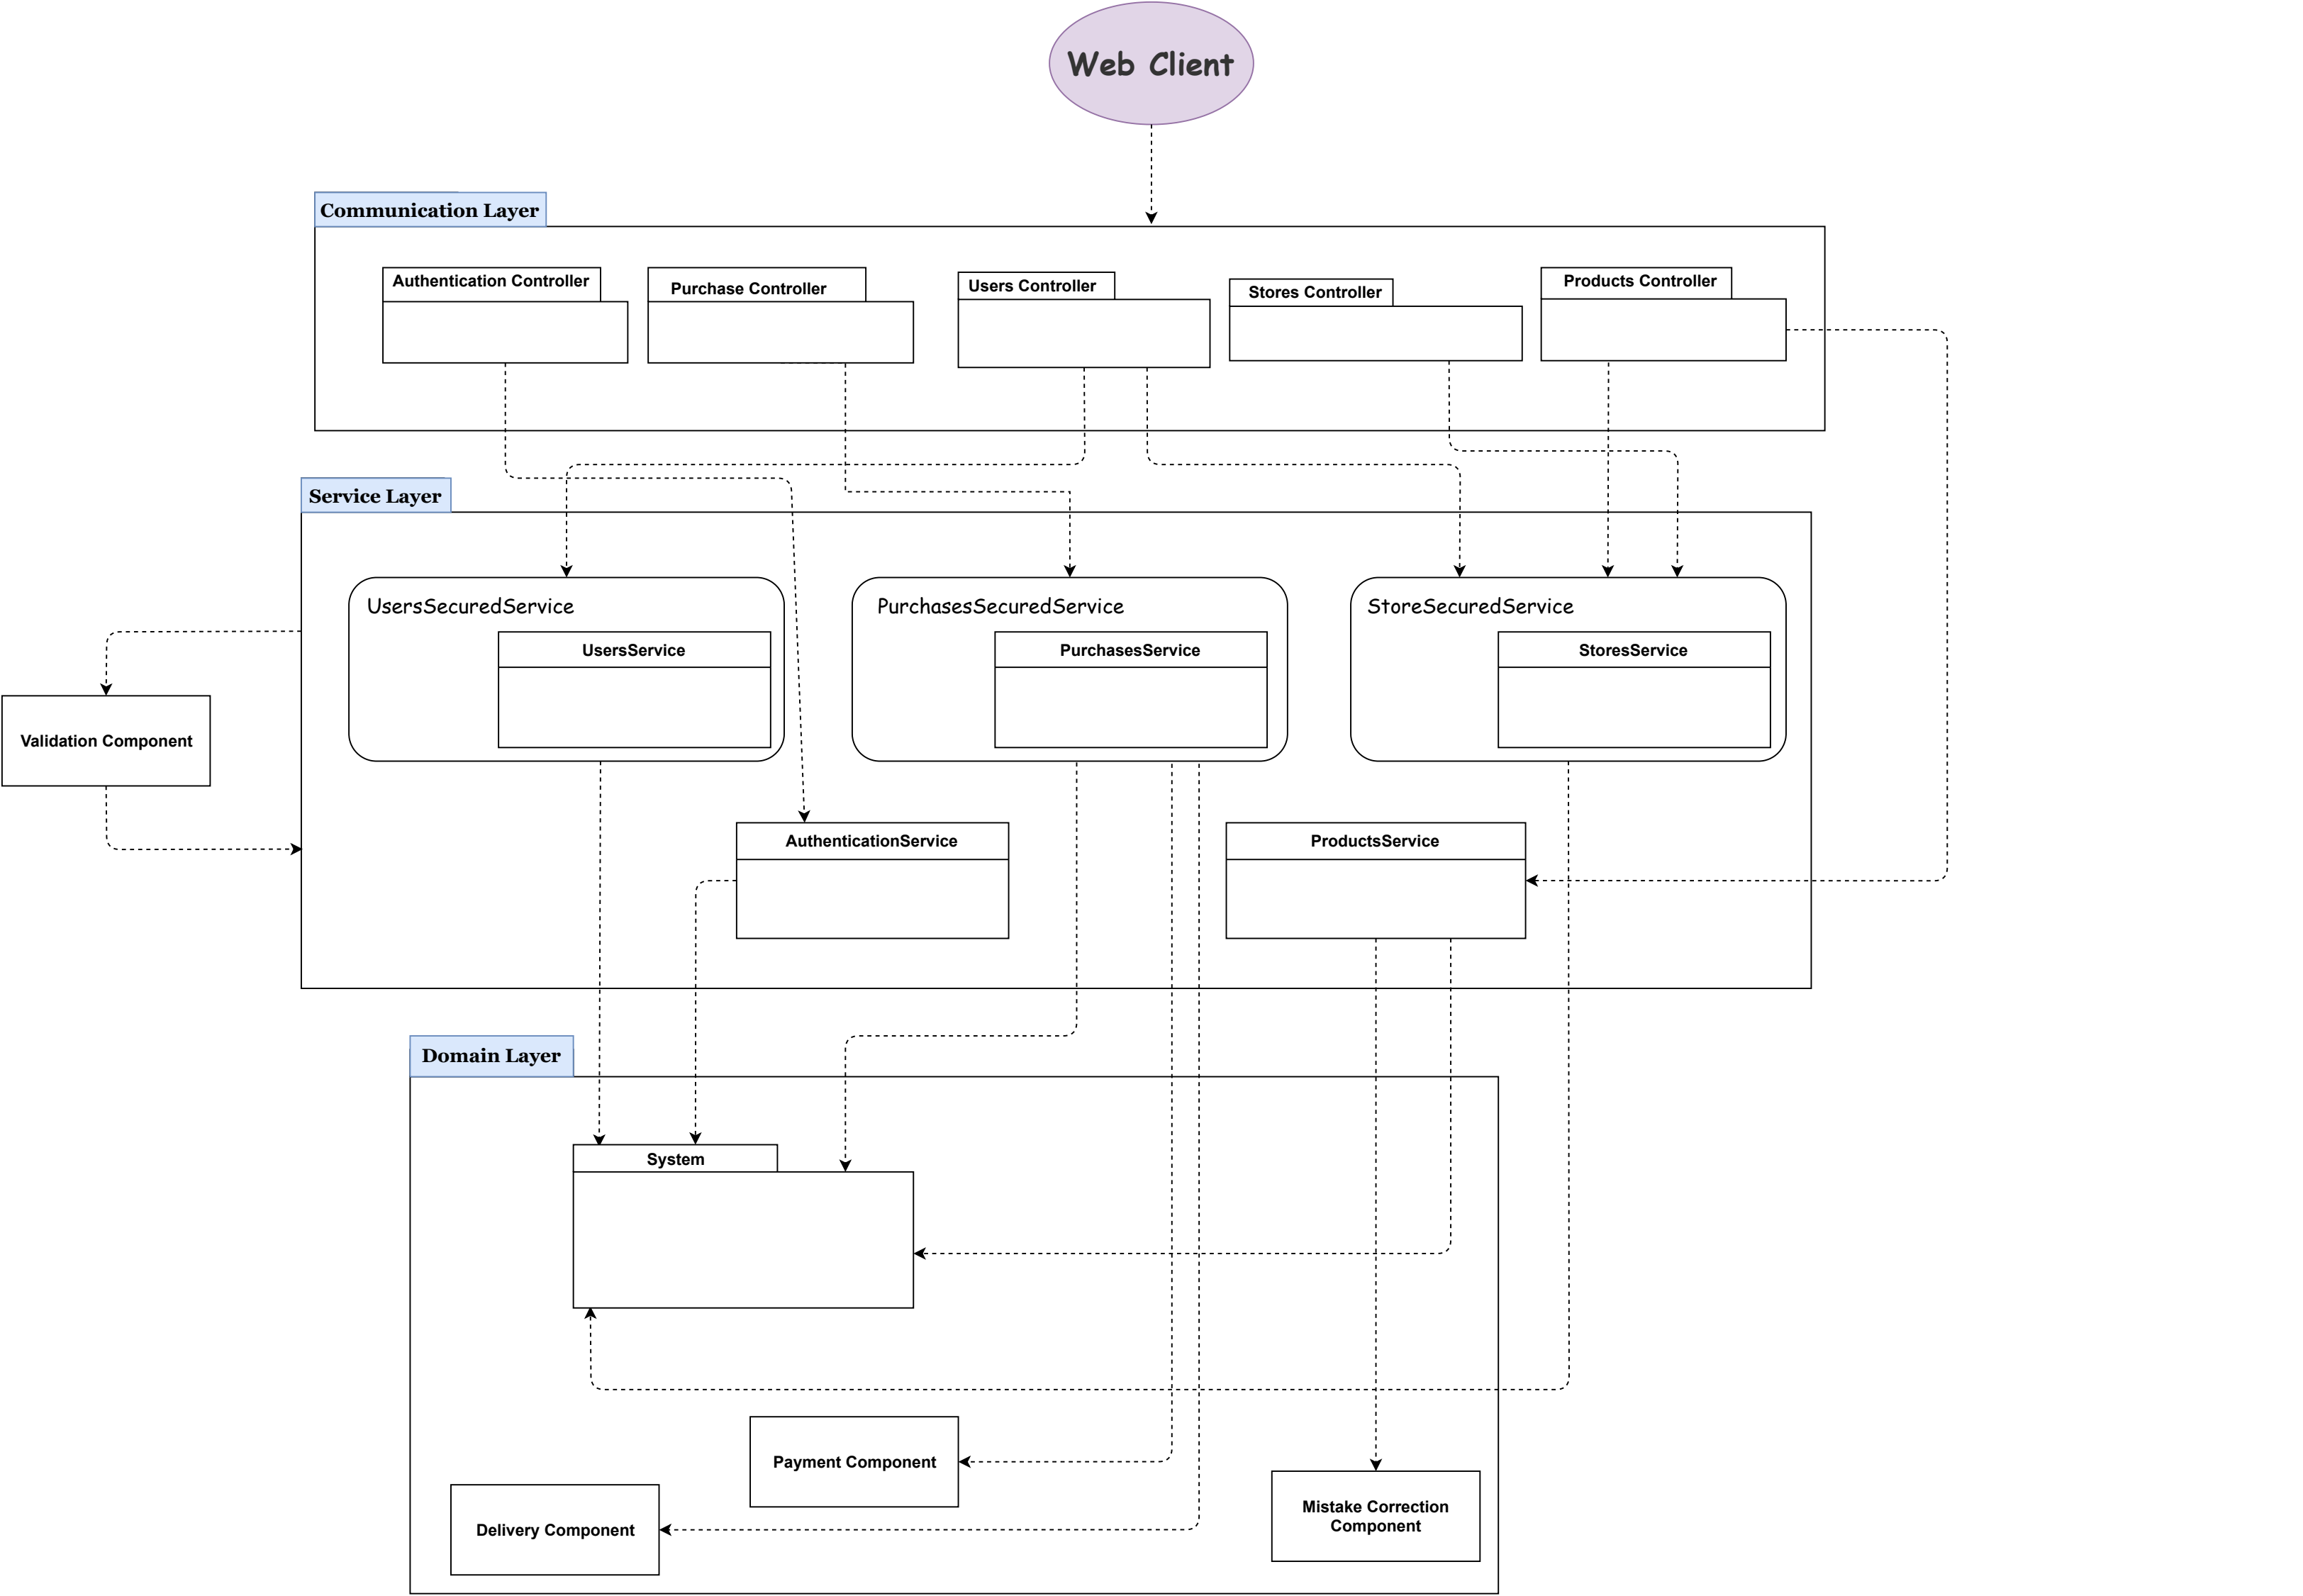 Web Client
Communication Layer
Authentication Controller
Purchase Controller
Users Controller
Stores Controller
Products Controller
Service Layer
UsersSecuredService
UsersService
PurchasesSecuredService
PurchasesService
StoreSecuredService
StoresService
Validation Component
AuthenticationService
ProductsService
Domain Layer
System
Payment Component
Delivery Component
Mistake Correction
Component